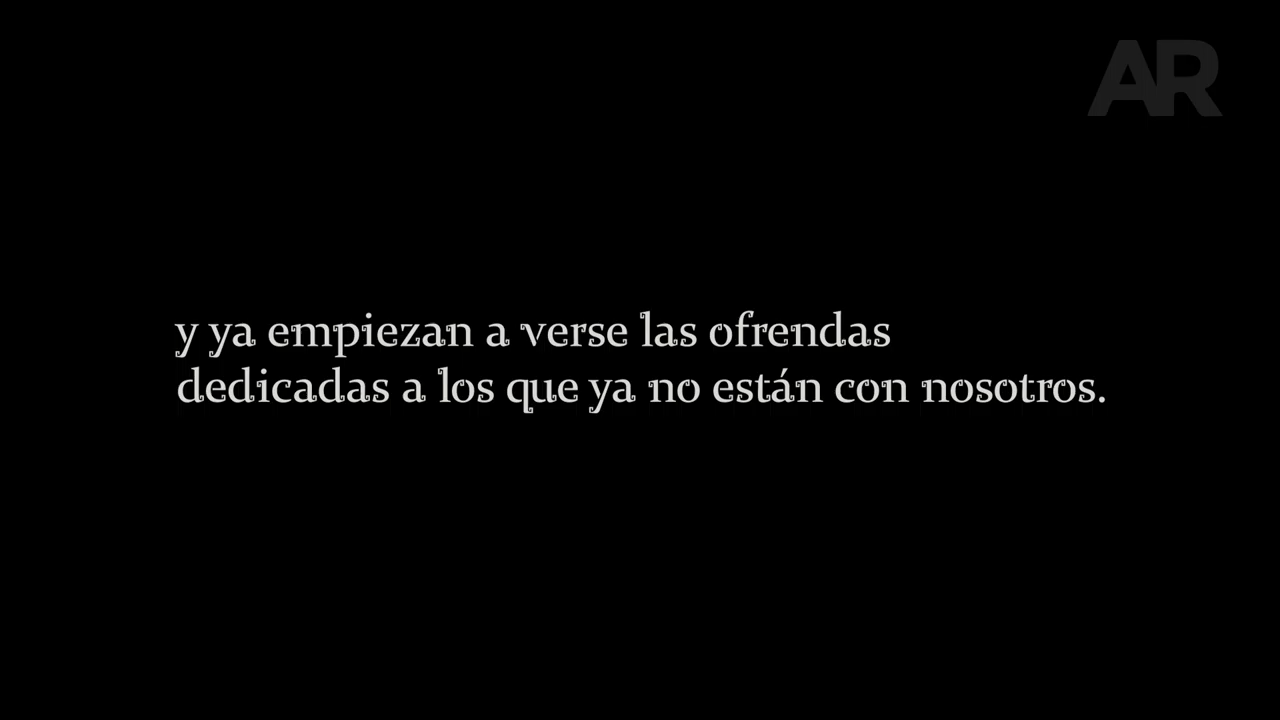 AR
y ya empiezan a verse las ofrendas
dedicadas a los que ya no están con nosotros.